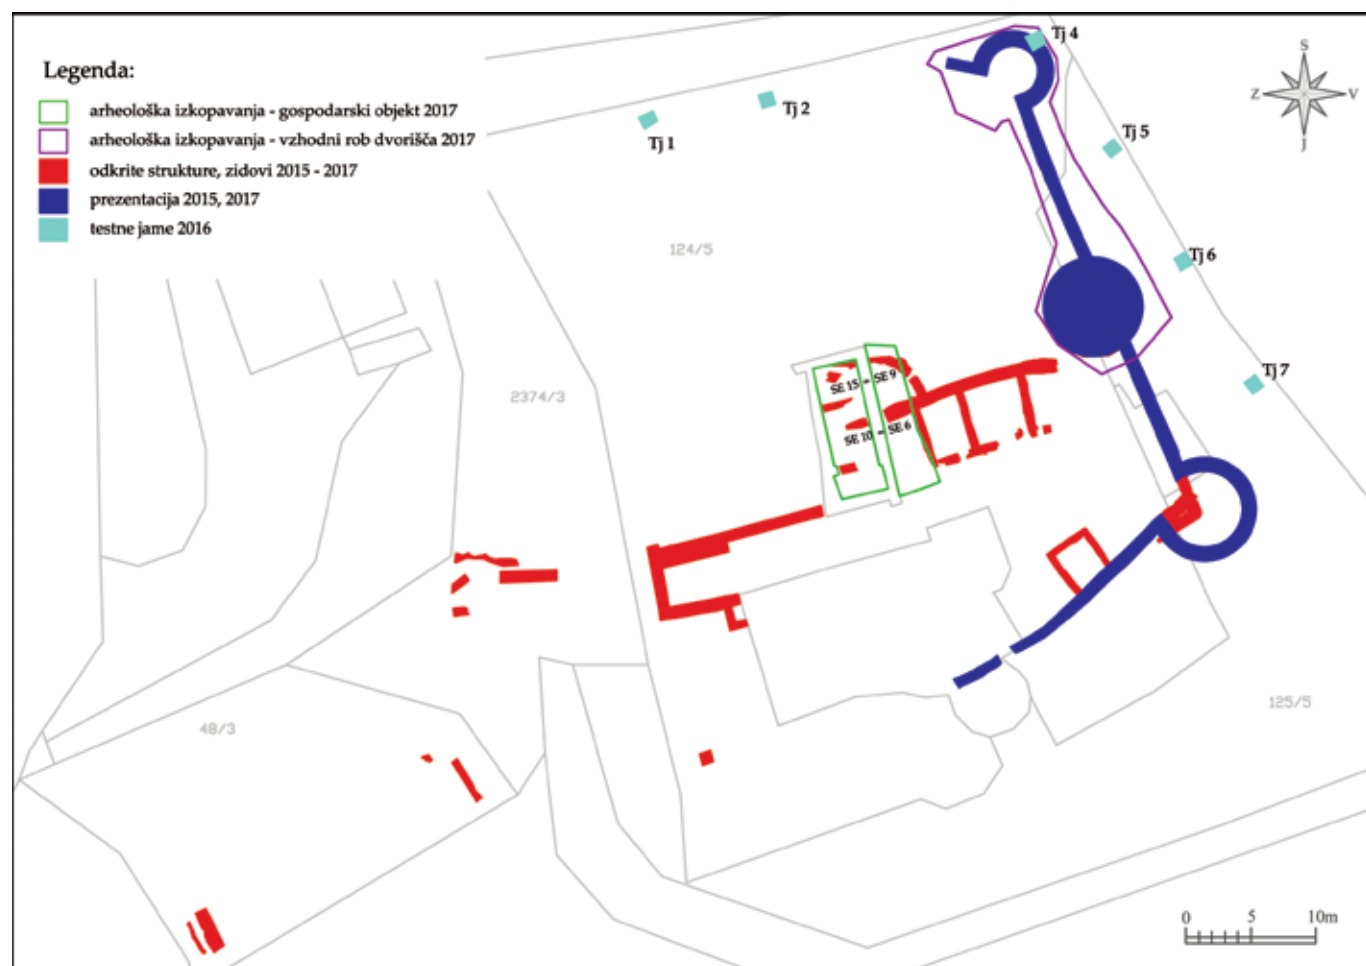 Legenda:
arheološka izkopavanja - gospodarski objekt 2017
arheološka izkopavanja - vzhodni rob dvorišča 2017
odkrite strukture, zidovi 2015 - 2017
prezentacija 2015, 2017
testne jame 2016
Tj 4
S
Z
V
J
Tj 2
Tj 1
Tj 5
124/5
Tj 6
SE 15 = SE 9
Tj 7
2374/3
SE 10 = SE 6
125/5
48/3
0 5 10m